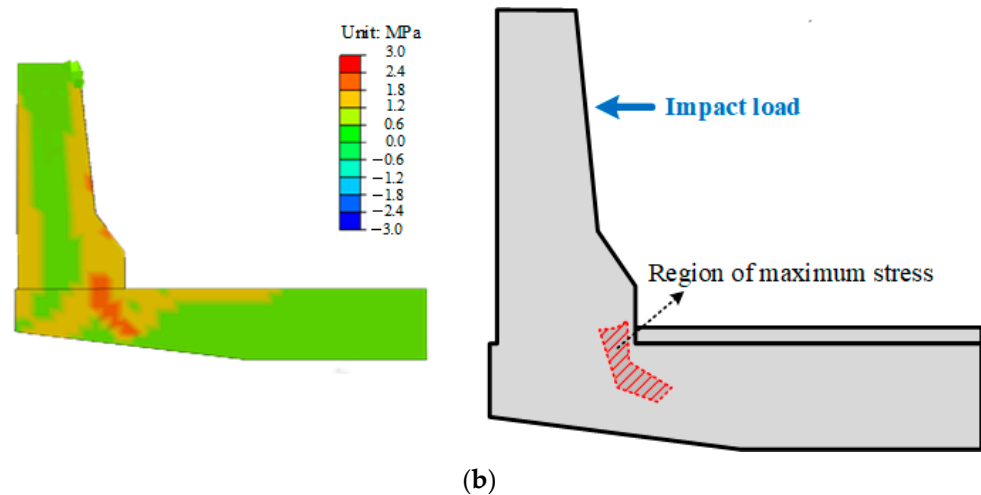 Unit: MPa
3.0
2.4
1.8
1.2
0.6
0.0
−0.6
−1.2
−1.8
−2.4
−3.0
Impact load
Region of maximum stress
(b)